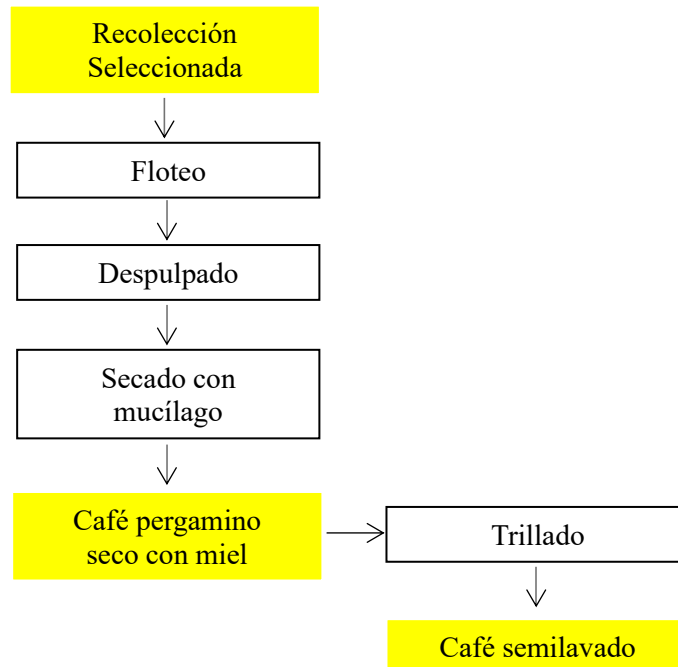 Recolección
Seleccionada
Floteo
Despulpado
Secado con
mucílago
Café pergamino
seco con miel
Trillado
Café semilavado